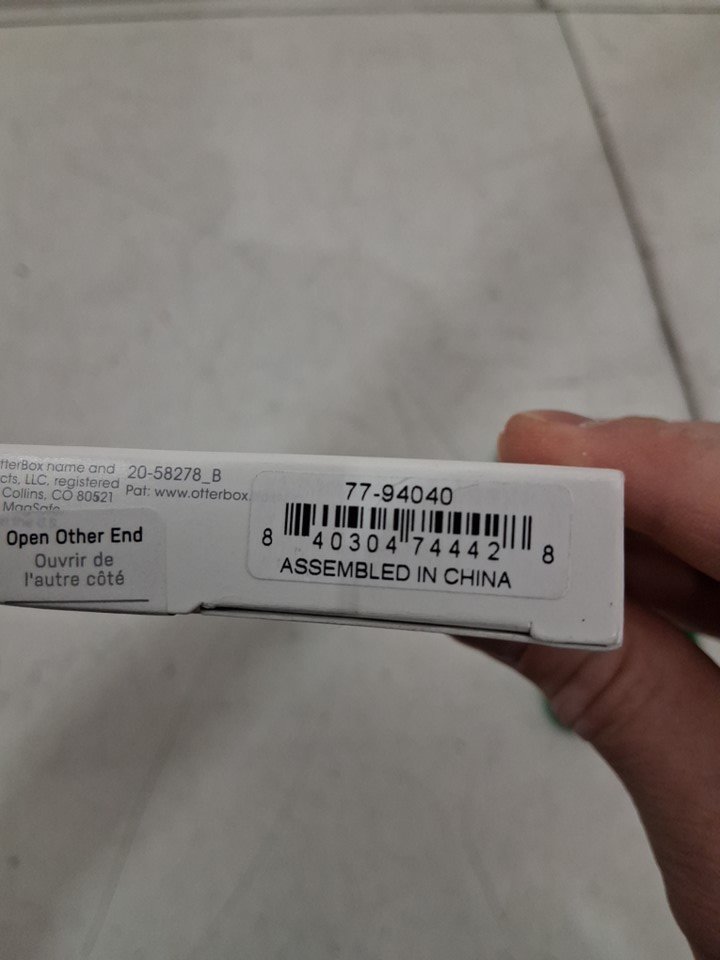 tterBox name and
cts, LLC, registered
Collins, CO 80521
MagSafe
20-58278_B
Pat: www.otterbox.
Open Other End
Ouvrir de
l'autre côté
77-94040
8 40304 74442 8
ASSEMBLED IN CHINA